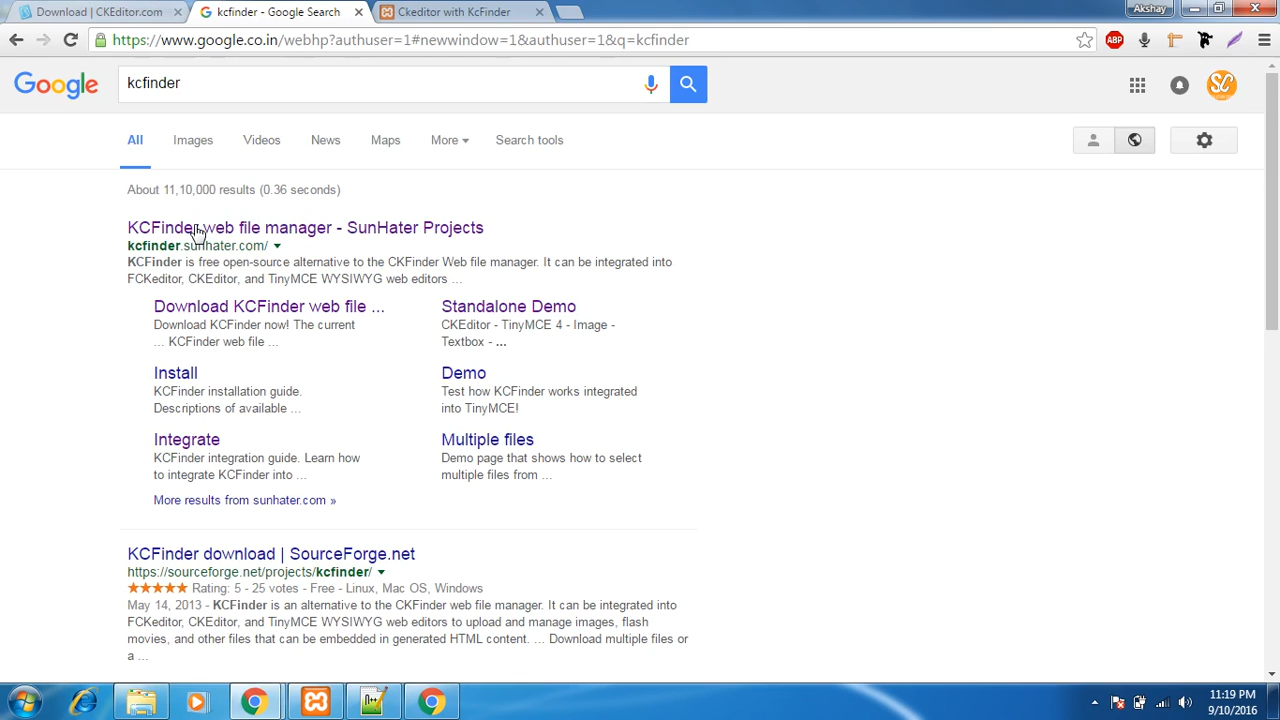 Download | CKEditor.com
kcfinder - Google Search
Ckeditor with KcFinder
Akshay
https://www.google.co.in/webhp?authuser=1#newwindow=1&authuser=1&q=kcfinder
ABP
Google
kcfinder
SC
All Images Videos News Maps More Search tools
About 11,10,000 results (0.36 seconds)
KCFinder web file manager - SunHater Projects
kcfinder.sunhater.com/
KCFinder is free open-source alternative to the CKFinder Web file manager. It can be integrated into
FCKeditor, CKEditor, and TinyMCE WYSIWYG web editors ...
Download KCFinder web file ...
Download KCFinder now! The current
... KCFinder web file ...
Standalone Demo
CKEditor - TinyMCE 4 - Image -
Textbox - ...
Install
KCFinder installation guide.
Descriptions of available ...
Demo
Test how KCFinder works integrated
into TinyMCE!
Integrate
KCFinder integration guide. Learn how
to integrate KCFinder into ...
Multiple files
Demo page that shows how to select
multiple files from ...
More results from sunhater.com »
KCFinder download | SourceForge.net
https://sourceforge.net/projects/kcfinder/
Rating: 5 - 25 votes - Free - Linux, Mac OS, Windows
May 14, 2013 - KCFinder is an alternative to the CKFinder web file manager. It can be integrated into
FCKeditor, CKEditor, and TinyMCE WYSIWYG web editors to upload and manage images, flash
movies, and other files that can be embedded in generated HTML content. ... Download multiple files or
a ...
11:19 PM
9/10/2016